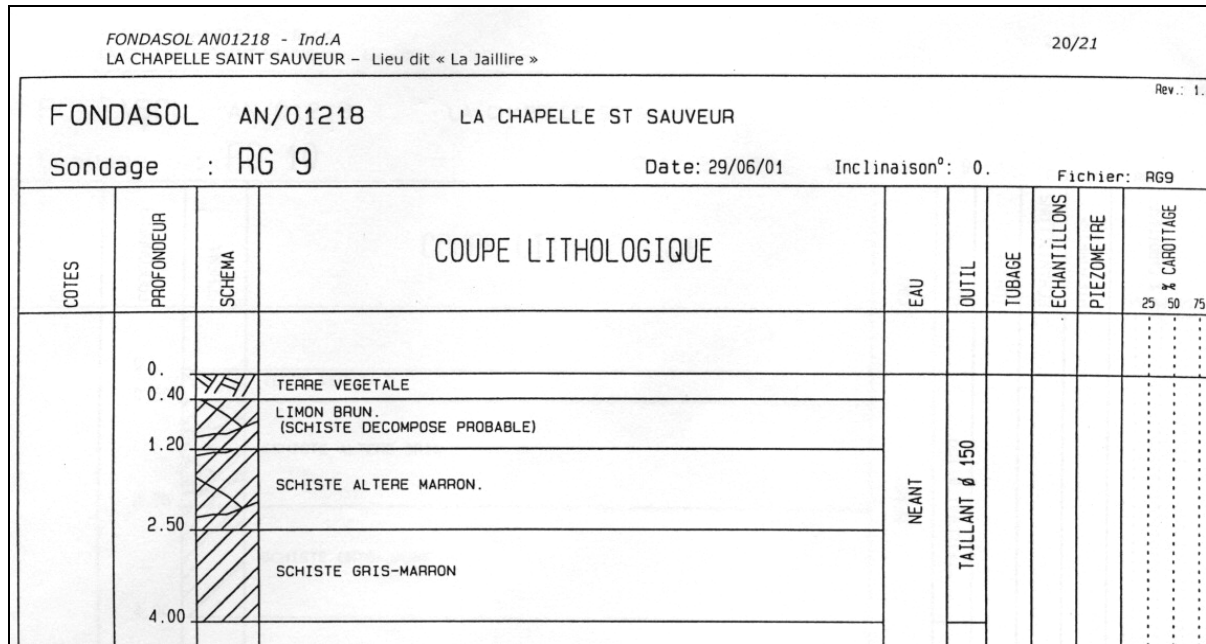 FONDASOL AN01218 - Ind.A
20/21
LA CHAPELLE SAINT SAUVEUR – Lieu dit « La Jaillire »
Rev.: 1.
FONDASOL AN/01218 LA CHAPELLE ST SAUVEUR
Sondage : RG 9 Date: 29/06/01 Inclinaison°: 0. Fichier: RG9
COTES PROFONDEUR SCHEMA COUPE LITHOLOGIQUE EAU OUTIL TUBAGE ECHANTILLONS PIEZOMETRE % CAROTTAGE
25 50 75
0.
TERRE VEGETALE
0.40
LIMON BRUN.
(SCHISTE DECOMPOSE PROBABLE)
1.20
SCHISTE ALTERE MARRON.
2.50
SCHISTE GRIS-MARRON
4.00
NEANT
TAILLANT ø 150